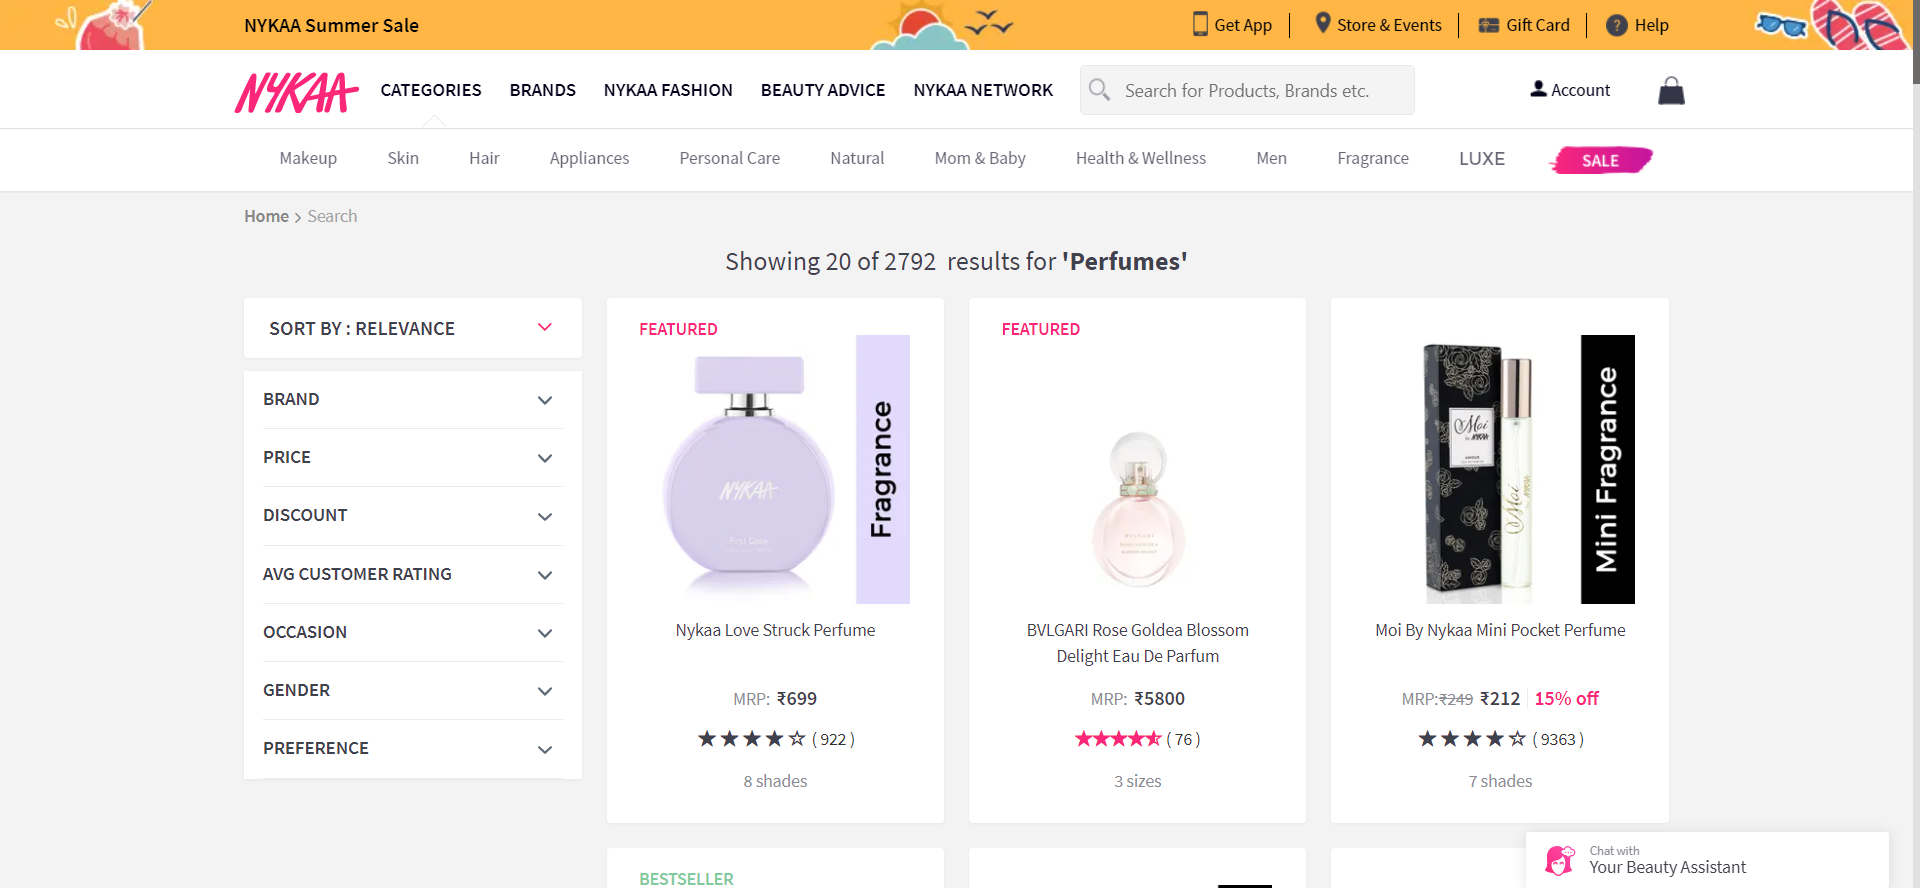 NYKAA Summer Sale
Get App
Store & Events
Gift Card
? Help
NYKAA
CATEGORIES
BRANDS
NYKAA FASHION
BEAUTY ADVICE
NYKAA NETWORK
Search for Products, Brands etc.
Account
Makeup
Skin
Hair
Appliances
Personal Care
Natural
Mom & Baby
Health & Wellness
Men
Fragrance
LUXE
SALE
Home > Search
Showing 20 of 2792 results for 'Perfumes'
SORT BY : RELEVANCE
BRAND
PRICE
DISCOUNT
AVG CUSTOMER RATING
OCCASION
GENDER
PREFERENCE
FEATURED
NYKAA
First Date
Fragrance
Nykaa Love Struck Perfume
MRP: ₹699
( 922 )
8 shades
FEATURED
BVLGARI
BVLGARI Rose Goldea Blossom
Delight Eau De Parfum
MRP: ₹5800
( 76 )
3 sizes
Moi
by NYKAA
Moi
Mini Fragrance
Moi By Nykaa Mini Pocket Perfume
MRP:₹249 ₹212 15% off
( 9363 )
7 shades
BESTSELLER
Chat with
Your Beauty Assistant